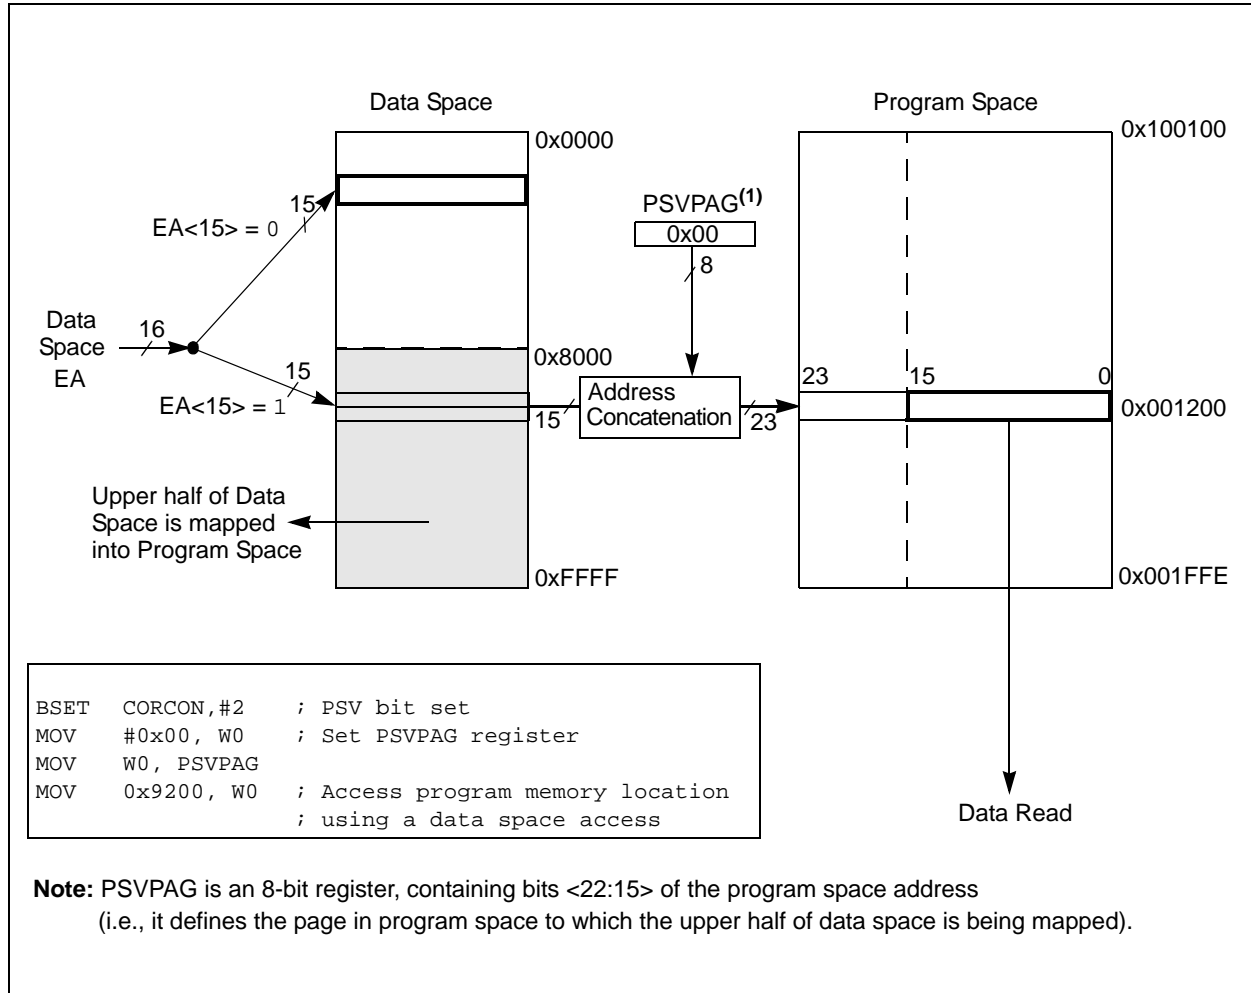 Data Space
Program Space
0x0000
0x100100
15
PSVPAG(1)
EA<15> = 0
0x00
8
Data
Space
EA
16
0x8000
15
EA<15> = 1
15
Address
Concatenation
23
23
15
0
0x001200
Upper half of Data
Space is mapped
into Program Space
0xFFFF
0x001FFE
BSET CORCON,#2 ; PSV bit set
MOV #0x00, W0 ; Set PSVPAG register
MOV W0, PSVPAG
MOV 0x9200, W0 ; Access program memory location
; using a data space access
Data Read
Note: PSVPAG is an 8-bit register, containing bits <22:15> of the program space address
(i.e., it defines the page in program space to which the upper half of data space is being mapped).